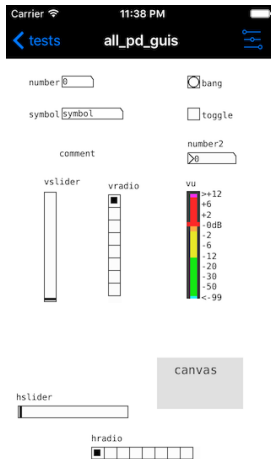 Carrier 11:38 PM
tests all_pd_guis
number 0 bang
symbol symbol toggle
comment
number2
0
vslider vradio vu
>+12
+6
+2
-0dB
-2
-6
-12
-20
-30
-50
<-99
canvas
hslider
hradio